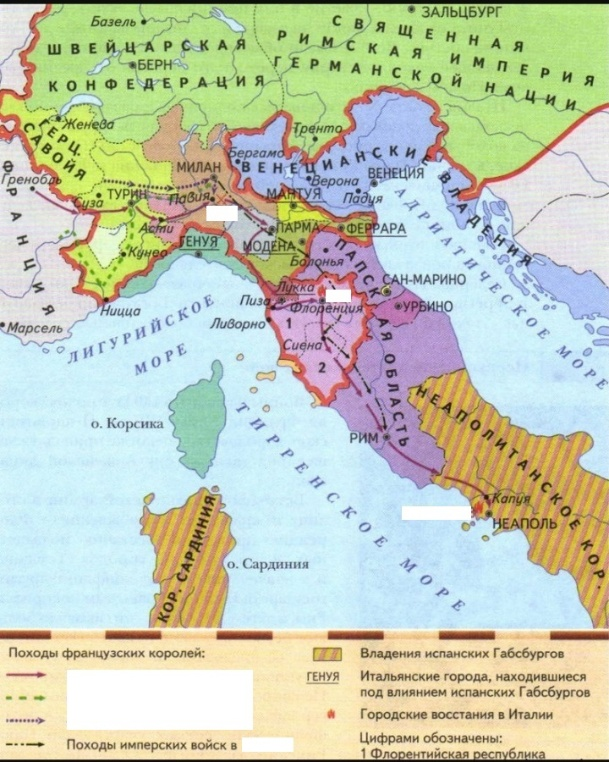 ЗАЛЬЦБУРГ
Базель
СВЯЩЕННАЯ
РИМСКАЯ ИМПЕРИЯ
ГЕРМАНСКОЙ НАЦИИ
ШВЕЙЦАРСКАЯ
БЕРН
КОНФЕДЕРАЦИЯ
Женева
ГЕРЦ.
САВОЙЯ
Тренто
Бергамо
ВЕНЕЦИАНСКИЕ ВЛАДЕНИЯ
МИЛАН
Верона
ВЕНЕЦИЯ
Гренобль
ФРАНЦИЯ
Суза
ТУРИН
Павия
МАНТУЯ
Падуя
АДРИАТИЧЕСКОЕ МОРЕ
Асти
ПАРМА
ФЕРРАРА
ГЕНУЯ
МОДЕНА
Кунео
Болонья
ПАПСКАЯ ОБЛАСТЬ
САН-МАРИНО
Лукка
Ницца
Пиза
Флоренция
УРБИНО
Марсель
ЛИГУРИЙСКОЕ
МОРЕ
Ливорно
1
Сиена
2
о. Корсика
ТИРРЕНСКОЕ МОРЕ
РИМ
НЕАПОЛИТАНСКОЕ КОР.
Капуя
НЕАПОЛЬ
КОР. САРДИНИЯ
о. Сардиния
Походы французских королей:
Походы имперских войск в
Владения испанских Габсбургов
ГЕНУЯ
Итальянские города, находившиеся
под влиянием испанских Габсбургов
Городские восстания в Италии
Цифрами обозначены:
1 Флорентийская республика